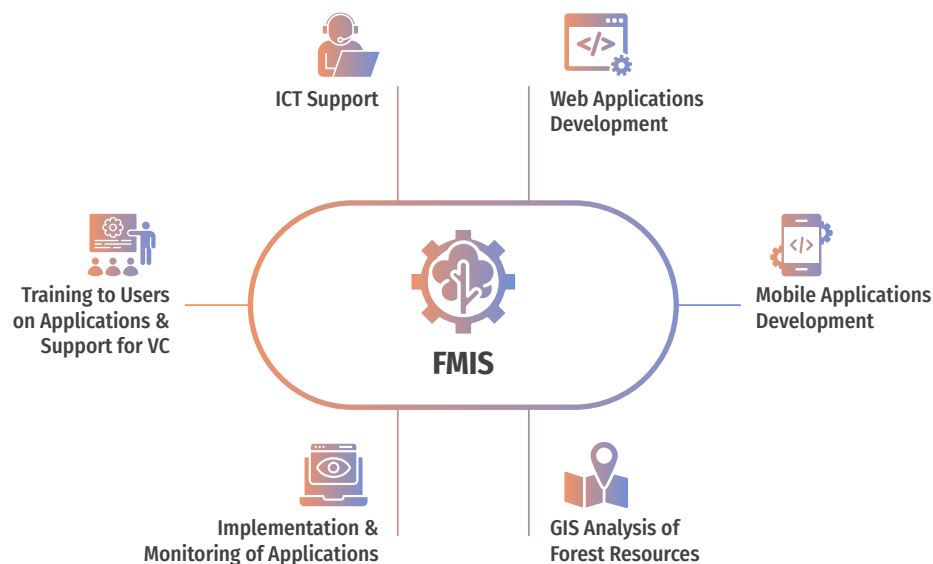 ICT Support
Web Applications
Development
Training to Users
on Applications &
Support for VC
</>
FMIS
Mobile Applications
Development
Implementation &
Monitoring of Applications
GIS Analysis of
Forest Resources